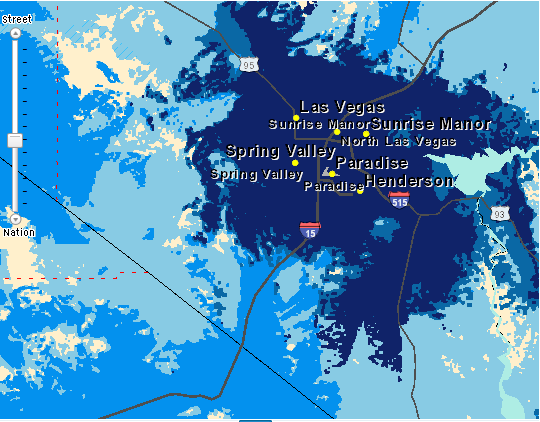 street
95
Las Vegas
Sunrise Manor
Sunrise Manor
North Las Vegas
Spring Valley
Paradise
Spring Valley
Paradise
Henderson
515
93
15
Nation